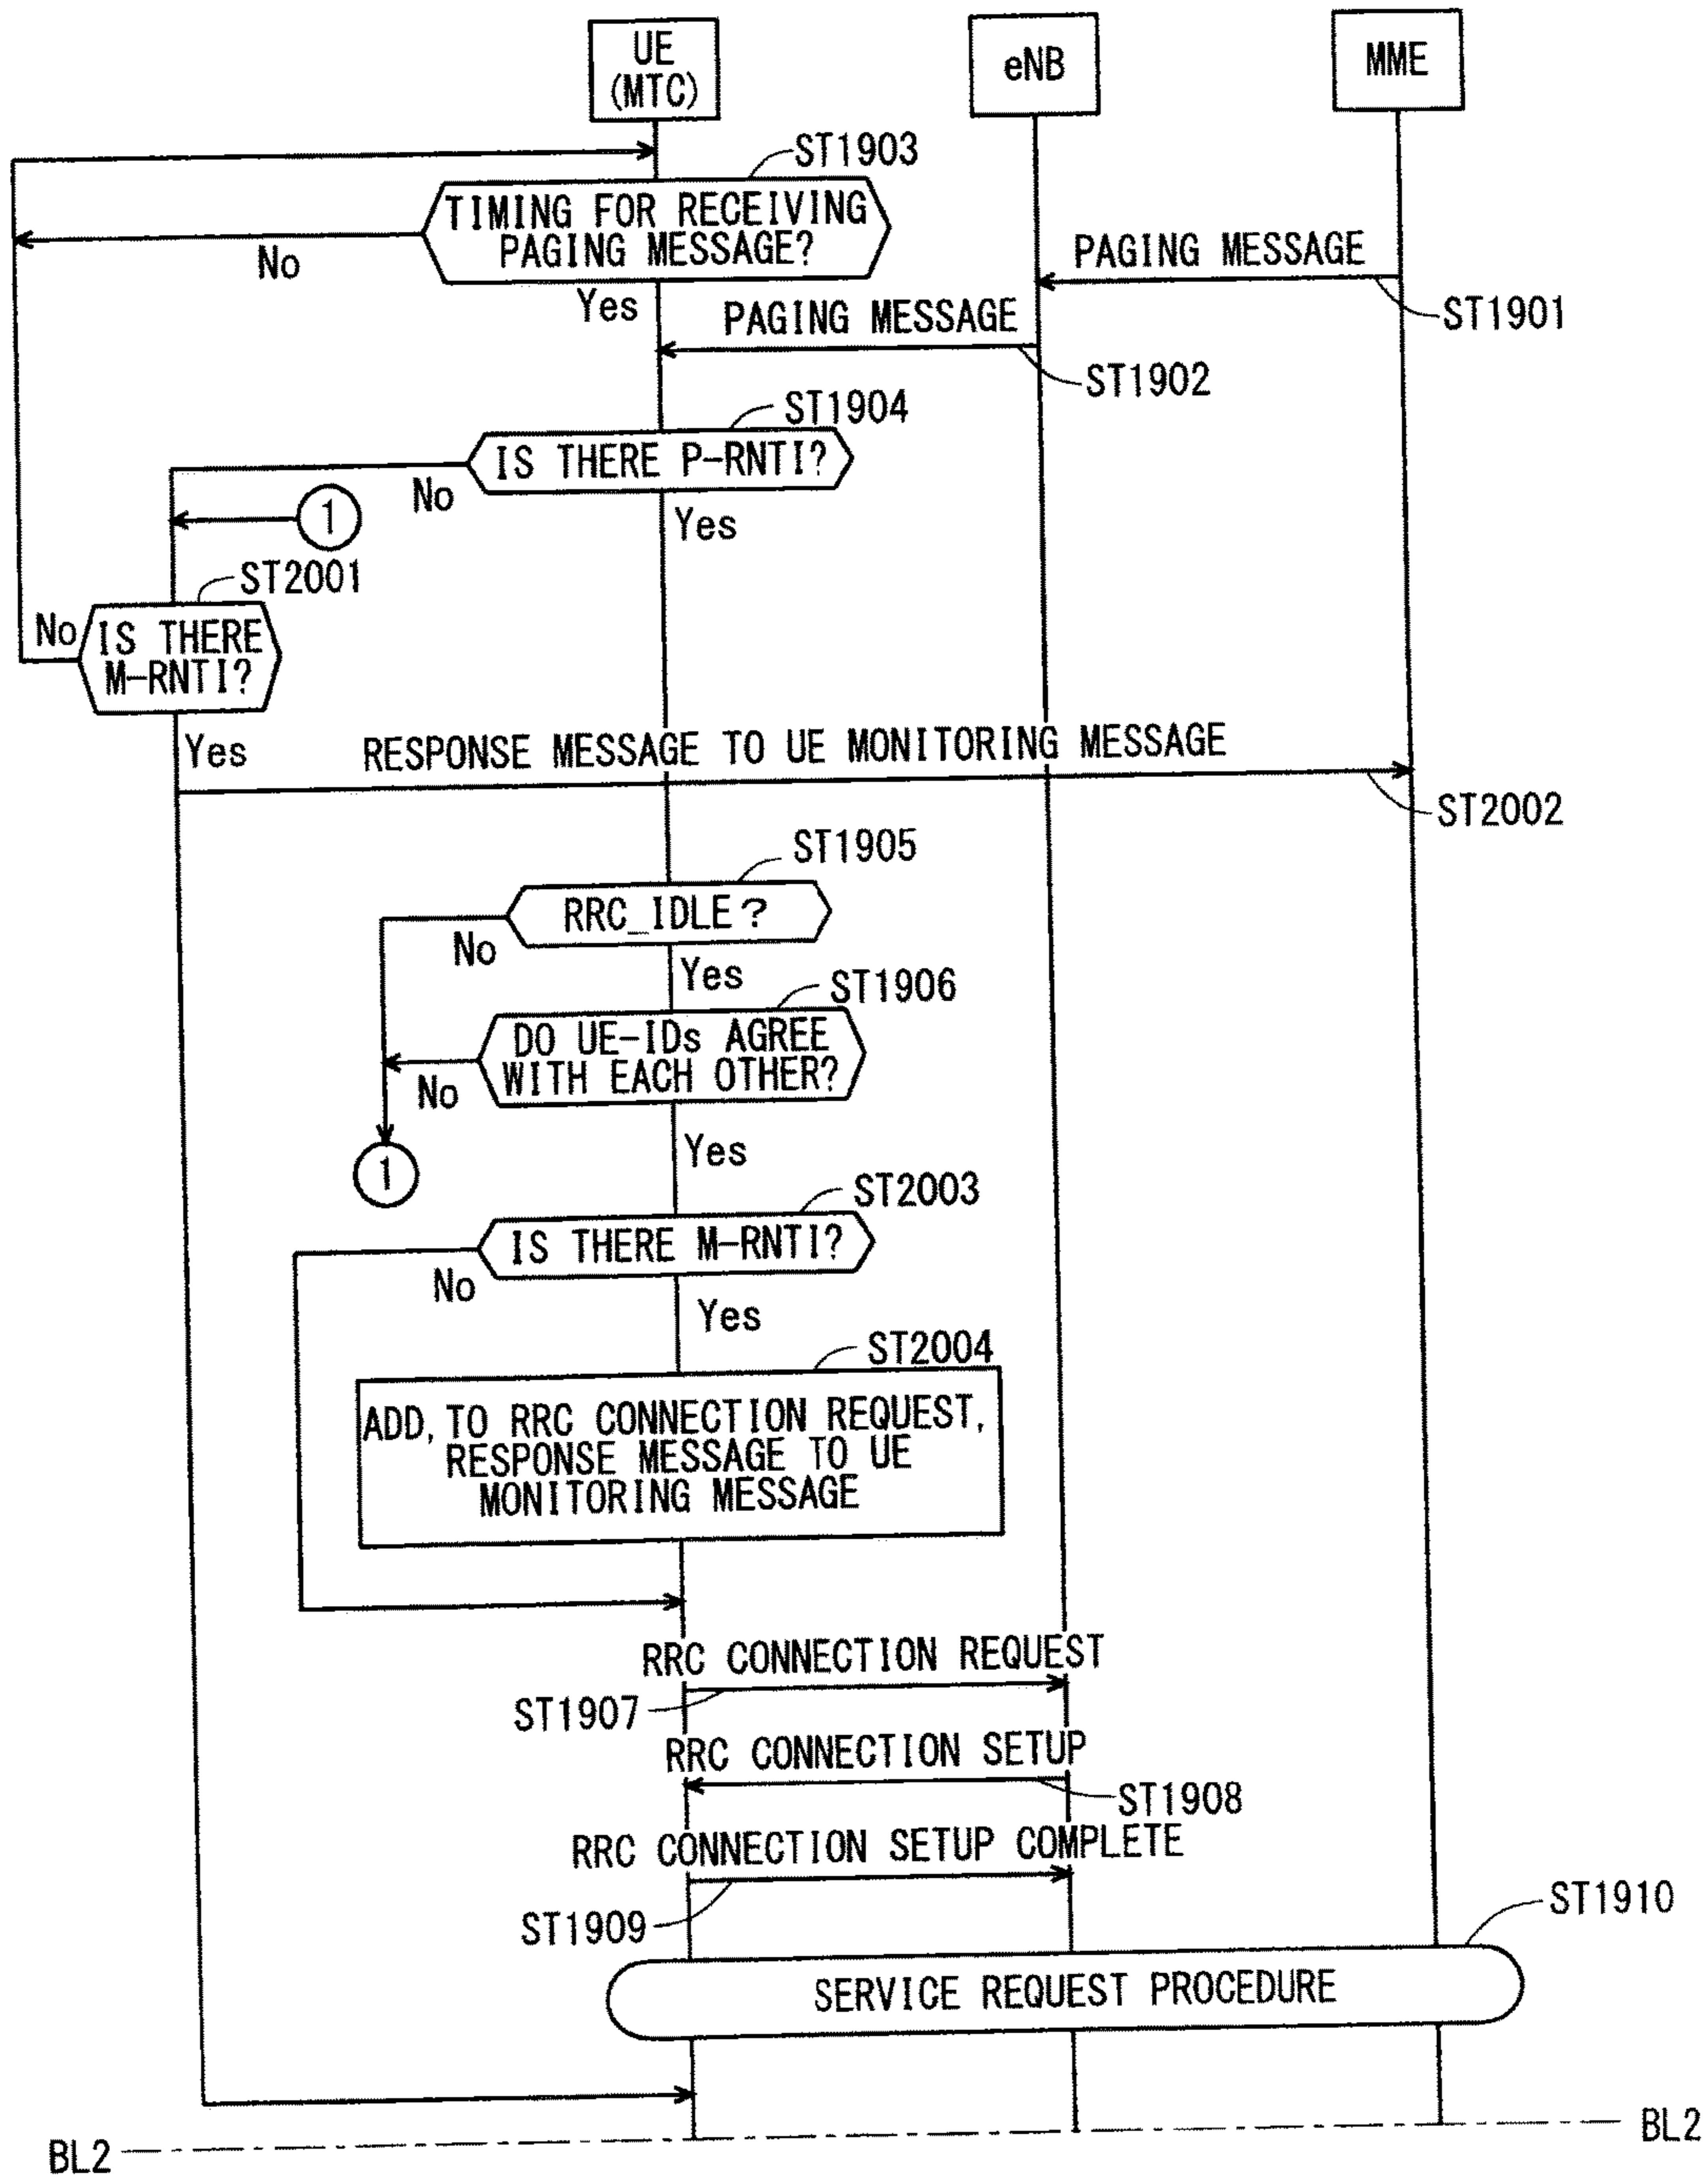 UE
(MTC)
eNB
MME
ST1903
TIMING FOR RECEIVING
PAGING MESSAGE?
No
Yes
PAGING MESSAGE
ST1901
PAGING MESSAGE
ST1902
ST1904
IS THERE P-RNTI?
No
Yes
1
ST2001
IS THERE
M-RNTI?
No
Yes
RESPONSE MESSAGE TO UE MONITORING MESSAGE
ST2002
ST1905
RRC_IDLE?
No
Yes
ST1906
DO UE-IDs AGREE
WITH EACH OTHER?
No
Yes
1
ST2003
IS THERE M-RNTI?
No
Yes
ST2004
ADD, TO RRC CONNECTION REQUEST,
RESPONSE MESSAGE TO UE
MONITORING MESSAGE
RRC CONNECTION REQUEST
ST1907
RRC CONNECTION SETUP
ST1908
RRC CONNECTION SETUP COMPLETE
ST1909
ST1910
SERVICE REQUEST PROCEDURE
BL2
BL2